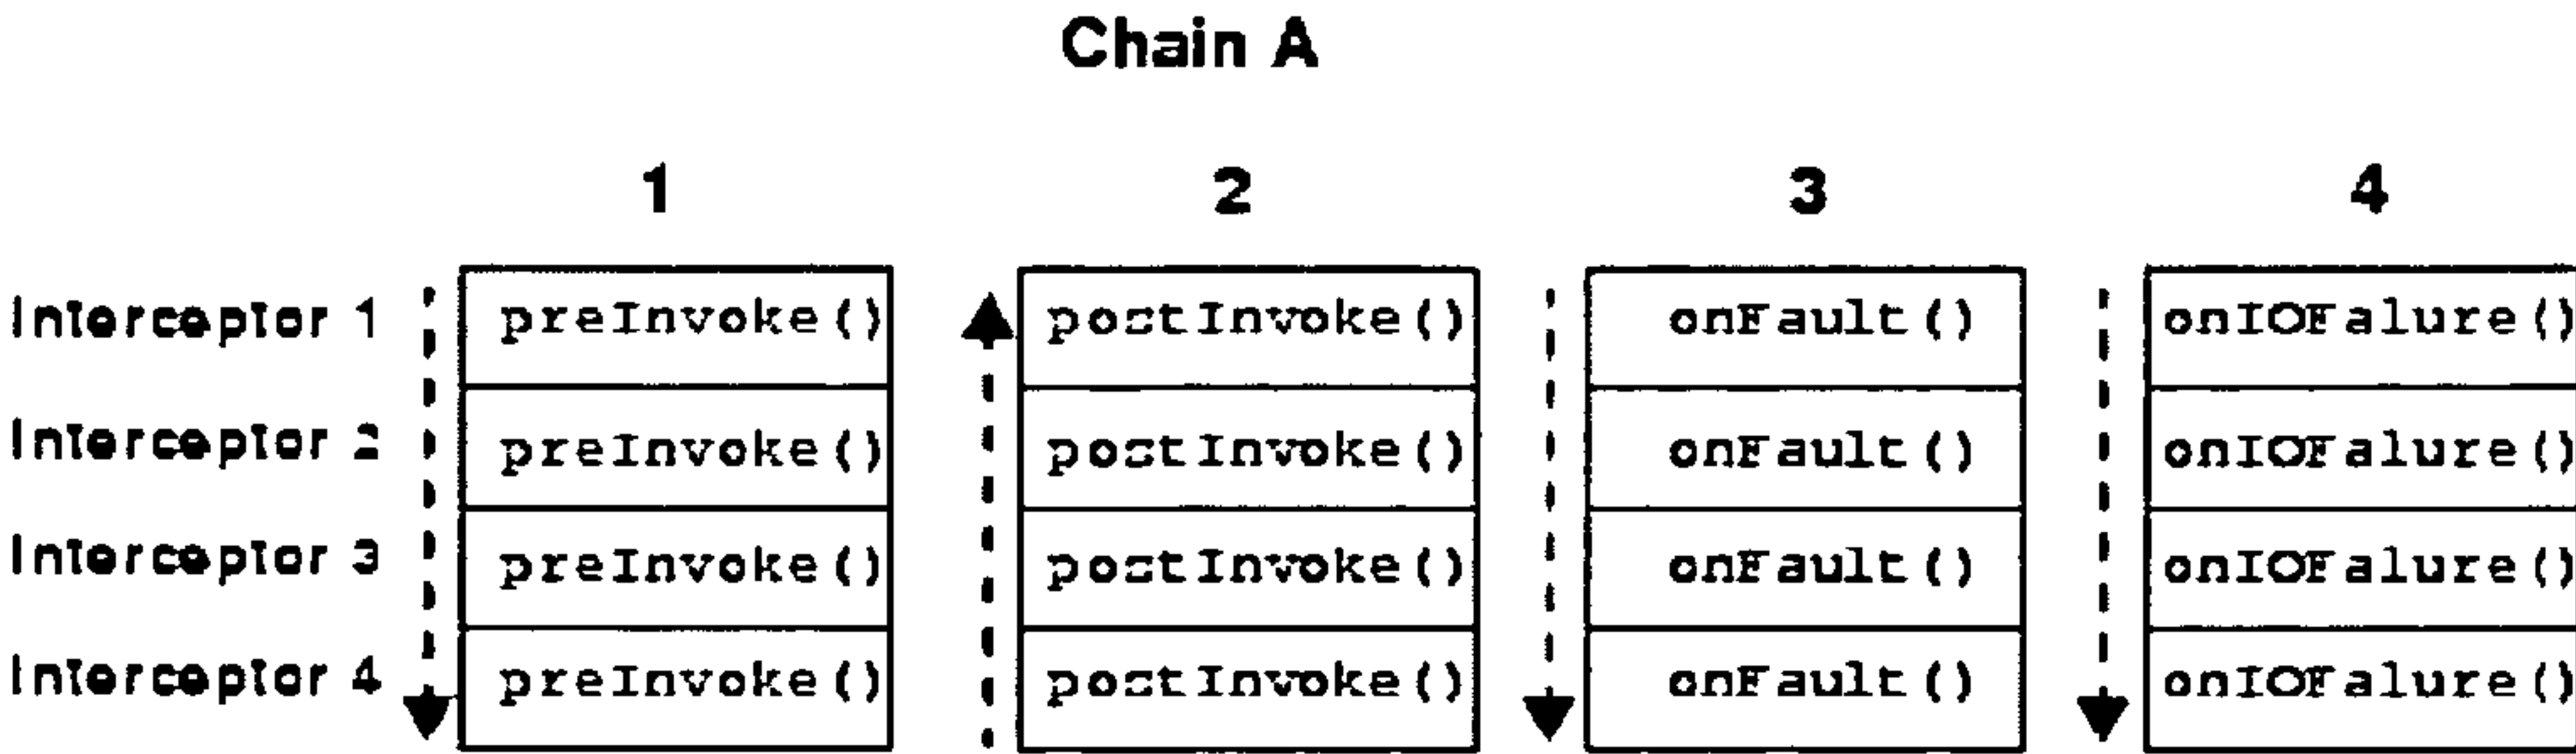 Chain A
1 2 3 4
Interceptor 1 preInvoke() postInvoke() onFault() onIOFalure()
Interceptor 2 preInvoke() postInvoke() onFault() onIOFalure()
Interceptor 3 preInvoke() postInvoke() onFault() onIOFalure()
Interceptor 4 preInvoke() postInvoke() onFault() onIOFalure()